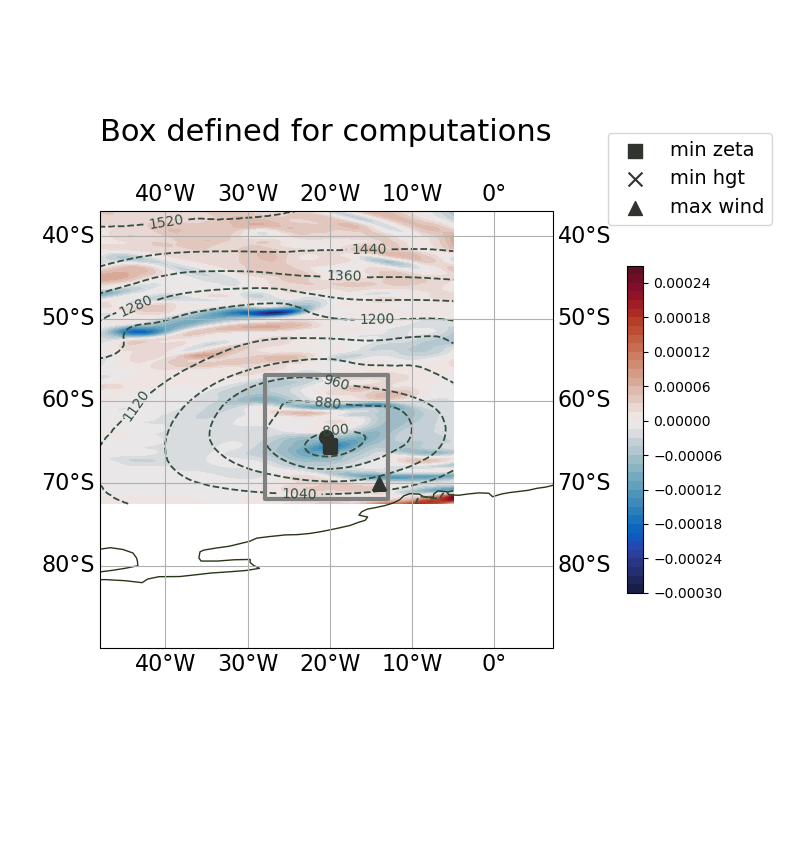 Box defined for computations
min zeta
min hgt
max wind
40°W 30°W 20°W 10°W 0°
40°S 40°S
50°S 50°S
60°S 60°S
70°S 70°S
80°S 80°S
40°W 30°W 20°W 10°W 0°
1520
1440
1360
1280
1200
1120
960
880
800
1040
0.00024
0.00018
0.00012
0.00006
0.00000
−0.00006
−0.00012
−0.00018
−0.00024
−0.00030